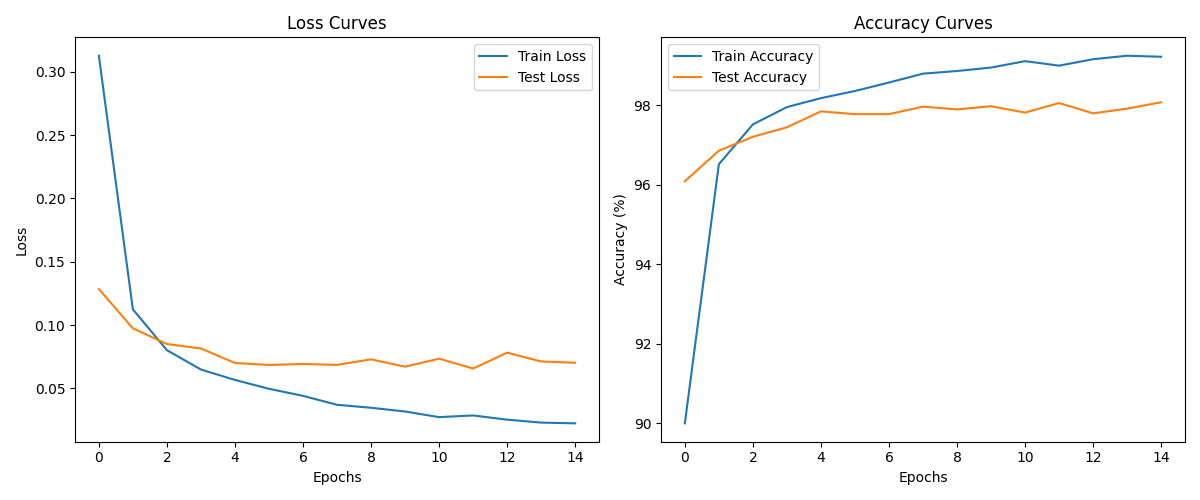 Loss Curves
Train Loss
Test Loss
0.30
0.25
0.20
0.15
0.10
0.05
Loss
0 2 4 6 8 10 12 14
Epochs
Accuracy Curves
Train Accuracy
Test Accuracy
98
96
94
92
90
Accuracy (%)
0 2 4 6 8 10 12 14
Epochs